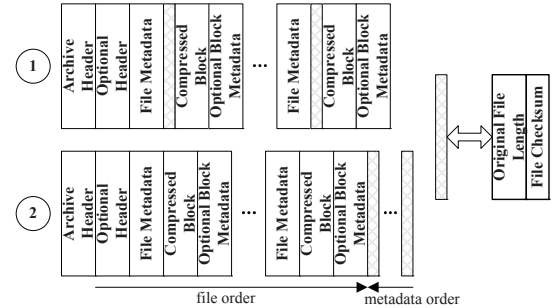 1
Archive
Header
Optional
Header
File Metadata
Compressed
Block
Optional Block
Metadata
...
File Metadata
Compressed
Block
Optional Block
Metadata
Original File
Length
File Checksum
2
Archive
Header
Optional
Header
File Metadata
Compressed
Block
Optional Block
Metadata
...
File Metadata
Compressed
Block
Optional Block
Metadata
...
file order
metadata order